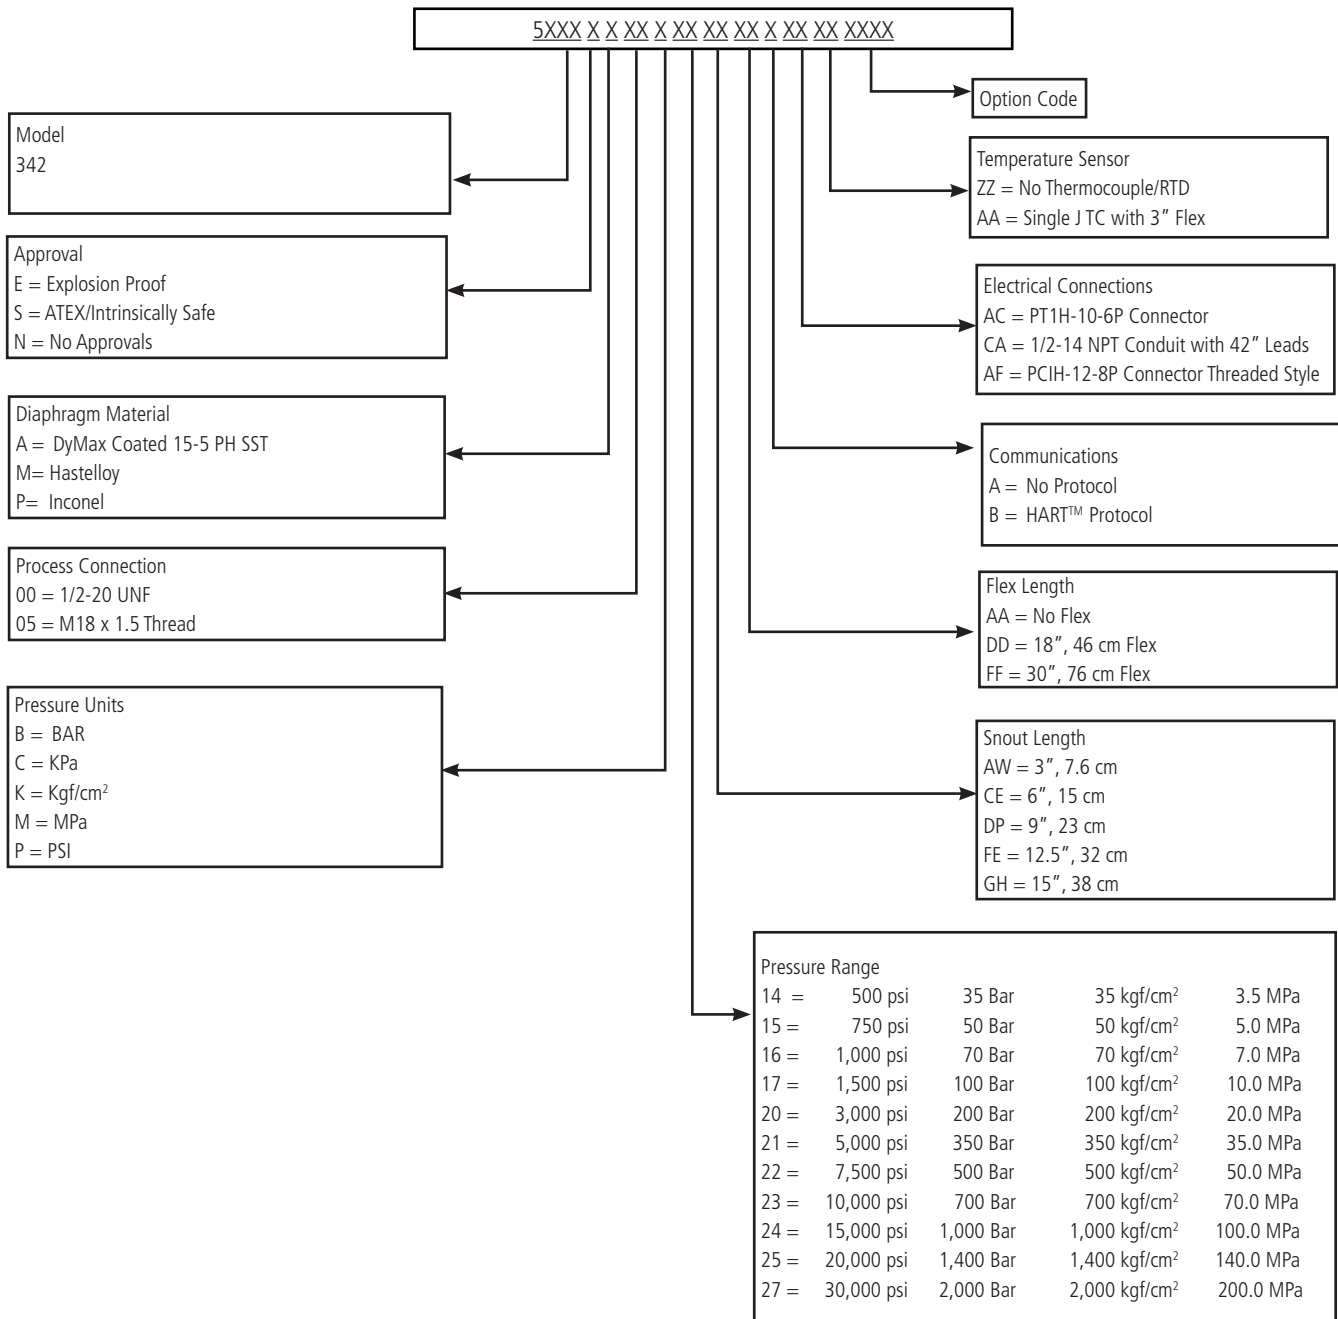 5XXX X X XX X XX XX XX X XX XX XXXX
Option Code
Model
342
Temperature Sensor
ZZ = No Thermocouple/RTD
AA = Single J TC with 3" Flex
Approval
E = Explosion Proof
S = ATEX/Intrinsically Safe
N = No Approvals
Electrical Connections
AC = PT1H-10-6P Connector
CA = 1/2-14 NPT Conduit with 42" Leads
AF = PCIH-12-8P Connector Threaded Style
Diaphragm Material
A = DyMax Coated 15-5 PH SST
M= Hastelloy
P= Inconel
Communications
A = No Protocol
B = HART™ Protocol
Process Connection
00 = 1/2-20 UNF
05 = M18 x 1.5 Thread
Flex Length
AA = No Flex
DD = 18", 46 cm Flex
FF = 30", 76 cm Flex
Pressure Units
B = BAR
C = KPa
K = Kgf/cm²
M = MPa
P = PSI
Snout Length
AW = 3", 7.6 cm
CE = 6", 15 cm
DP = 9", 23 cm
FE = 12.5", 32 cm
GH = 15", 38 cm
Pressure Range
14 = 500 psi 35 Bar 35 kgf/cm² 3.5 MPa
15 = 750 psi 50 Bar 50 kgf/cm² 5.0 MPa
16 = 1,000 psi 70 Bar 70 kgf/cm² 7.0 MPa
17 = 1,500 psi 100 Bar 100 kgf/cm² 10.0 MPa
20 = 3,000 psi 200 Bar 200 kgf/cm² 20.0 MPa
21 = 5,000 psi 350 Bar 350 kgf/cm² 35.0 MPa
22 = 7,500 psi 500 Bar 500 kgf/cm² 50.0 MPa
23 = 10,000 psi 700 Bar 700 kgf/cm² 70.0 MPa
24 = 15,000 psi 1,000 Bar 1,000 kgf/cm² 100.0 MPa
25 = 20,000 psi 1,400 Bar 1,400 kgf/cm² 140.0 MPa
27 = 30,000 psi 2,000 Bar 2,000 kgf/cm² 200.0 MPa